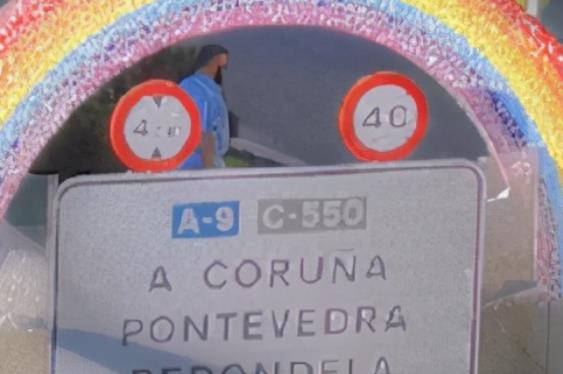 40
A-9 C-550
A CORUÑA
PONTEVEDRA
REDONDELA